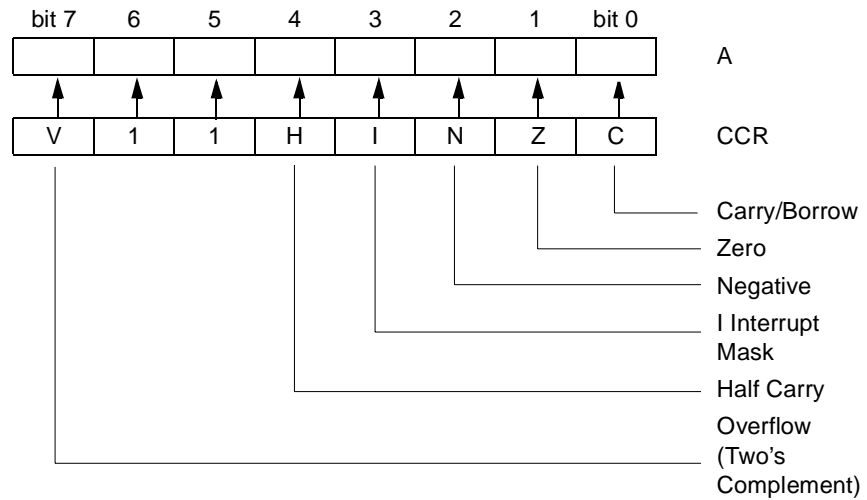 bit 7 6 5 4 3 2 1 bit 0
A
V 1 1 H I N Z C CCR
Carry/Borrow
Zero
Negative
I Interrupt
Mask
Half Carry
Overflow
(Two's
Complement)